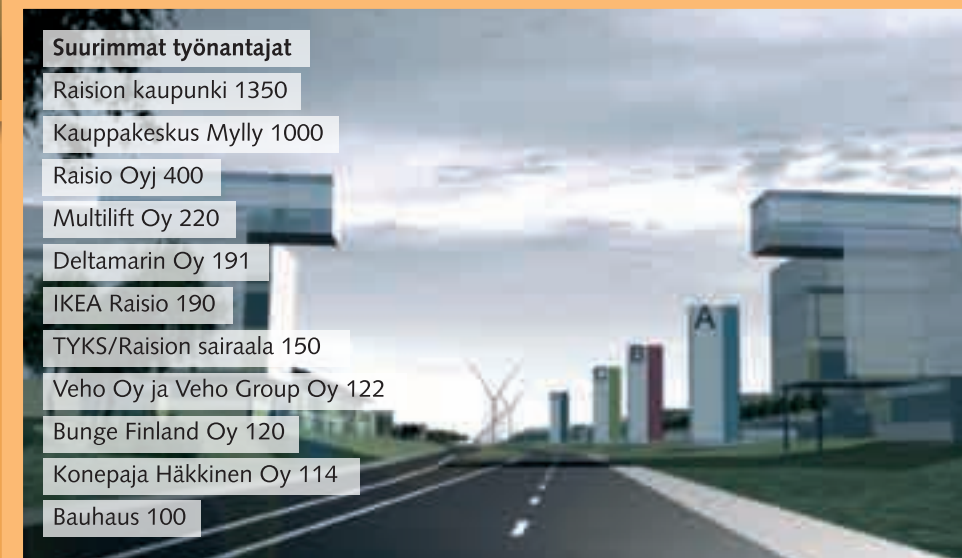 Suurimmat työnantajat
Raision kaupunki 1350
Kauppakeskus Mylly 1000
Raisio Oyj 400
Multilift Oy 220
Deltamarin Oy 191
IKEA Raisio 190
TYKS/Raision sairaala 150
Veho Oy ja Veho Group Oy 122
Bunge Finland Oy 120
Konepaja Häkkinen Oy 114
Bauhaus 100
C
B
A